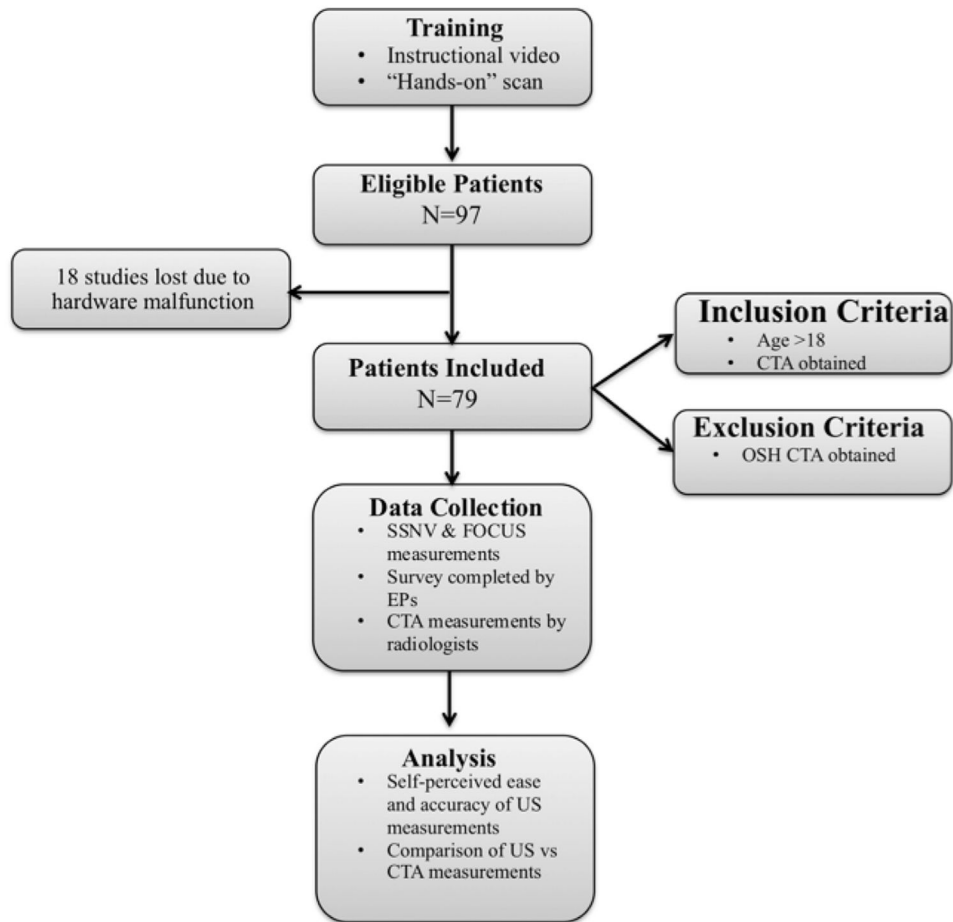 Training
• Instructional video
• “Hands-on” scan
Eligible Patients
N=97
18 studies lost due to
hardware malfunction
Patients Included
N=79
Inclusion Criteria
• Age >18
• CTA obtained
Exclusion Criteria
• OSH CTA obtained
Data Collection
• SSNV & FOCUS
measurements
• Survey completed by
EPs
• CTA measurements by
radiologists
Analysis
• Self-perceived ease
and accuracy of US
measurements
• Comparison of US vs
CTA measurements